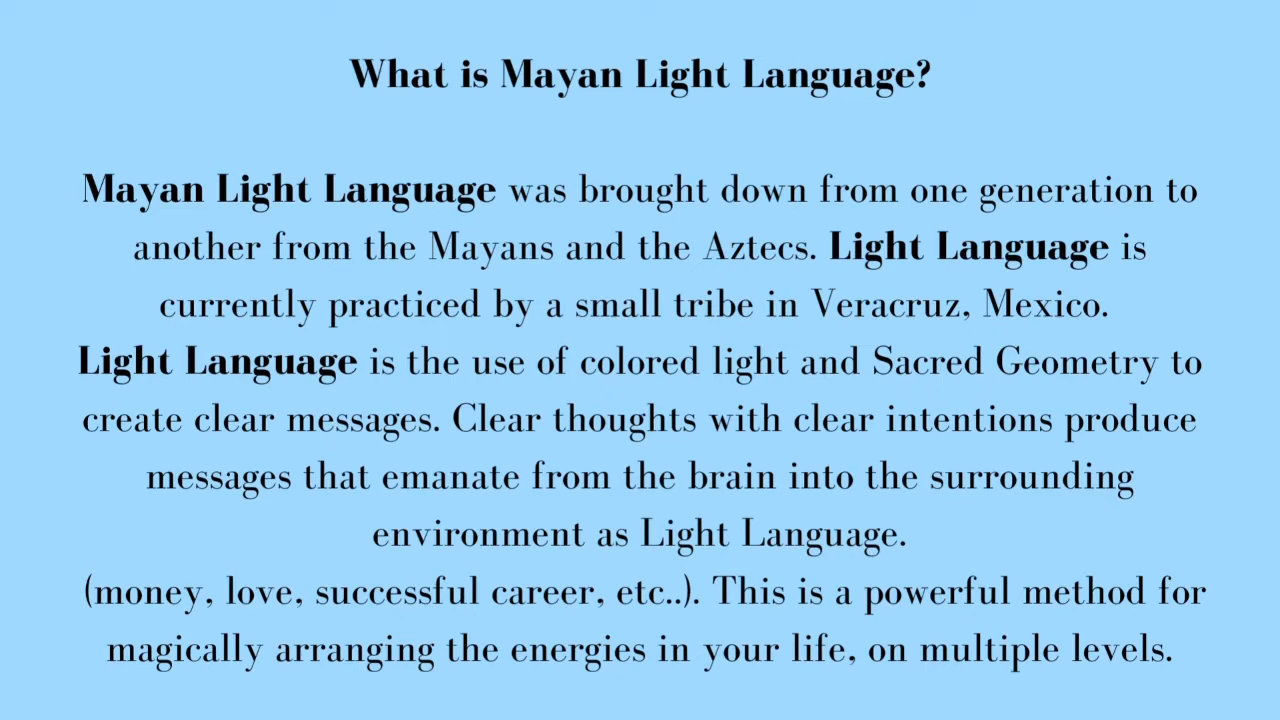 What is Mayan Light Language?
Mayan Light Language was brought down from one generation to
another from the Mayans and the Aztecs. Light Language is
currently practiced by a small tribe in Veracruz, Mexico.
Light Language is the use of colored light and Sacred Geometry to
create clear messages. Clear thoughts with clear intentions produce
messages that emanate from the brain into the surrounding
environment as Light Language.
(money, love, successful career, etc..). This is a powerful method for
magically arranging the energies in your life, on multiple levels.